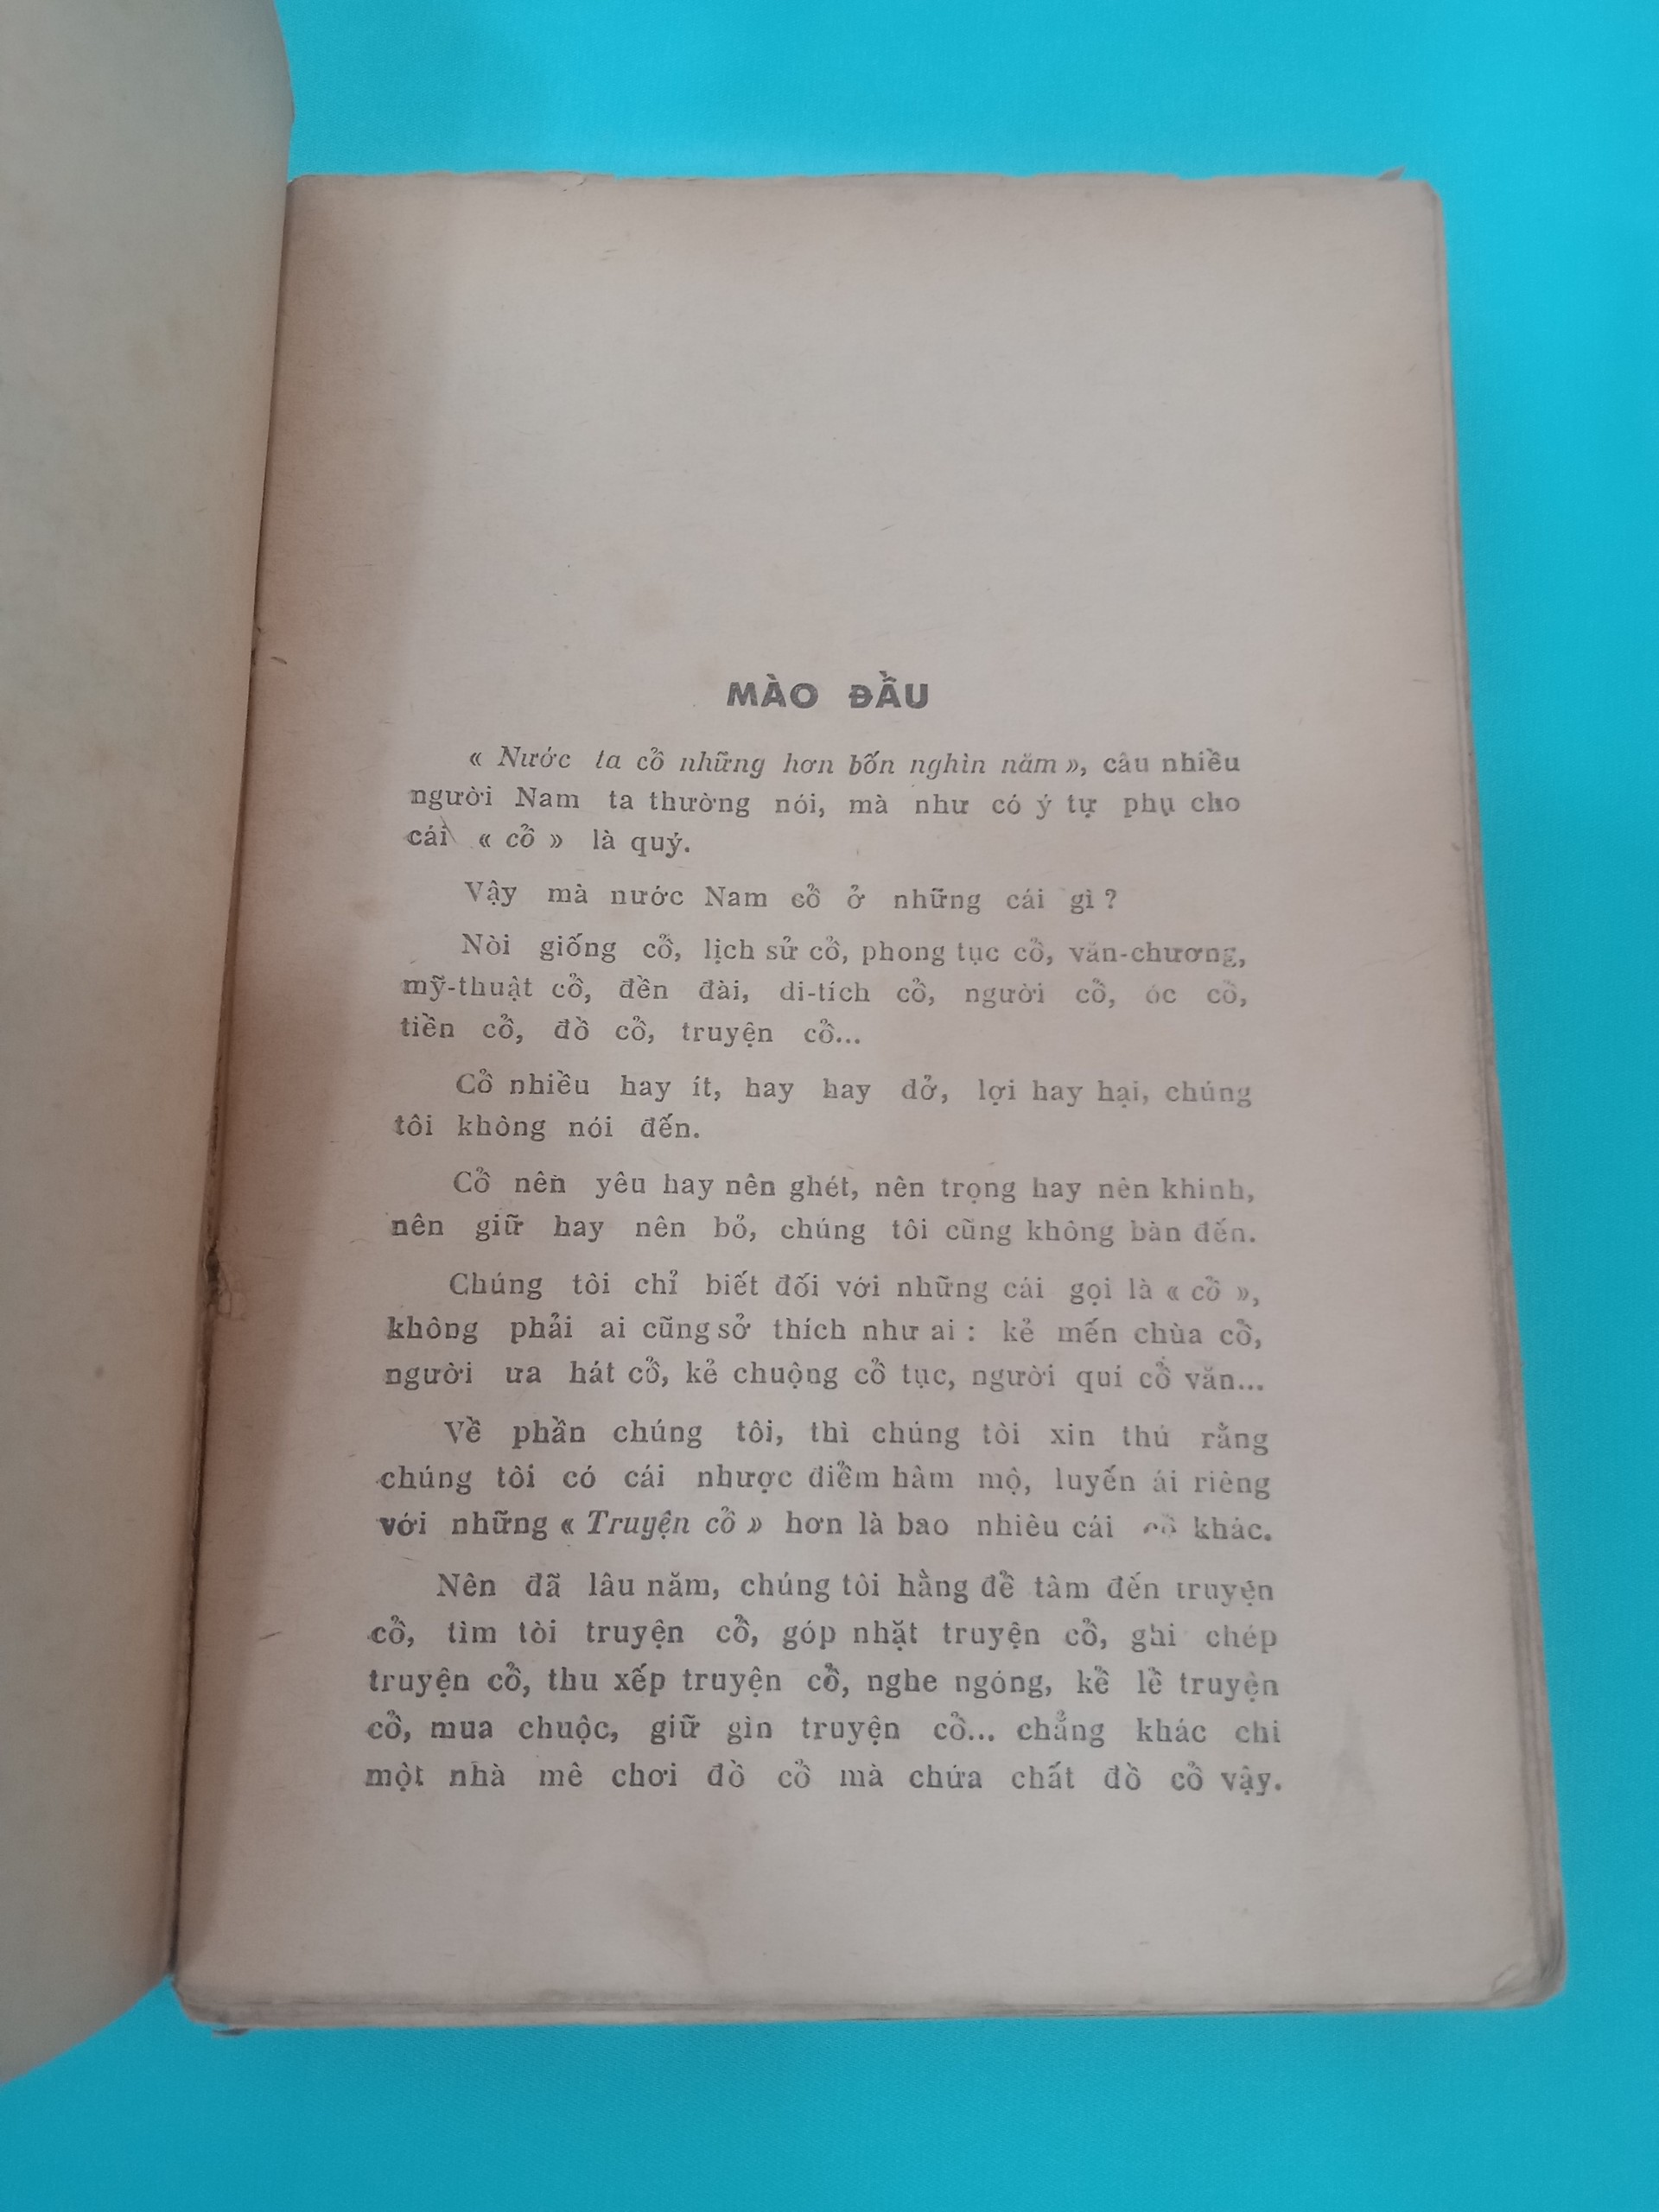 MÀO ĐẦU
« Nước ta cổ những hơn bốn nghìn năm », câu nhiều
người Nam ta thường nói, mà như có ý tự phụ cho
cái « cổ » là quý.
Vậy mà nước Nam cổ ở những cái gì ?
Nòi giống cổ, lịch sử cổ, phong tục cổ, văn-chương,
mỹ-thuật cổ, đền đài, di-tích cổ, người cổ, óc cổ,
tiền cổ, đồ cổ, truyện cổ...
Cổ nhiều hay ít, hay hay dở, lợi hay hại, chúng
tôi không nói đến.
Cổ nên yêu hay nên ghét, nên trọng hay nên khinh,
nên giữ hay nên bỏ, chúng tôi cũng không bàn đến.
Chúng tôi chỉ biết đối với những cái gọi là « cổ »,
không phải ai cũng sở thích như ai : kẻ mến chùa cổ,
người ưa hát cổ, kẻ chuộng cổ tục, người qui cổ văn...
Về phần chúng tôi, thì chúng tôi xin thú rằng
chúng tôi có cái nhược điểm hâm mộ, luyến ái riêng
với những « Truyện cổ » hơn là bao nhiêu cái cổ khác.
Nên đã lâu năm, chúng tôi hằng để tâm đến truyện
cổ, tìm tòi truyện cổ, góp nhặt truyện cổ, ghi chép
truyện cổ, thu xếp truyện cổ, nghe ngóng, kể lể truyện
cổ, mua chuộc, giữ gìn truyện cổ... chẳng khác chi
một nhà mê chơi đồ cổ mà chứa chất đồ cổ vậy.